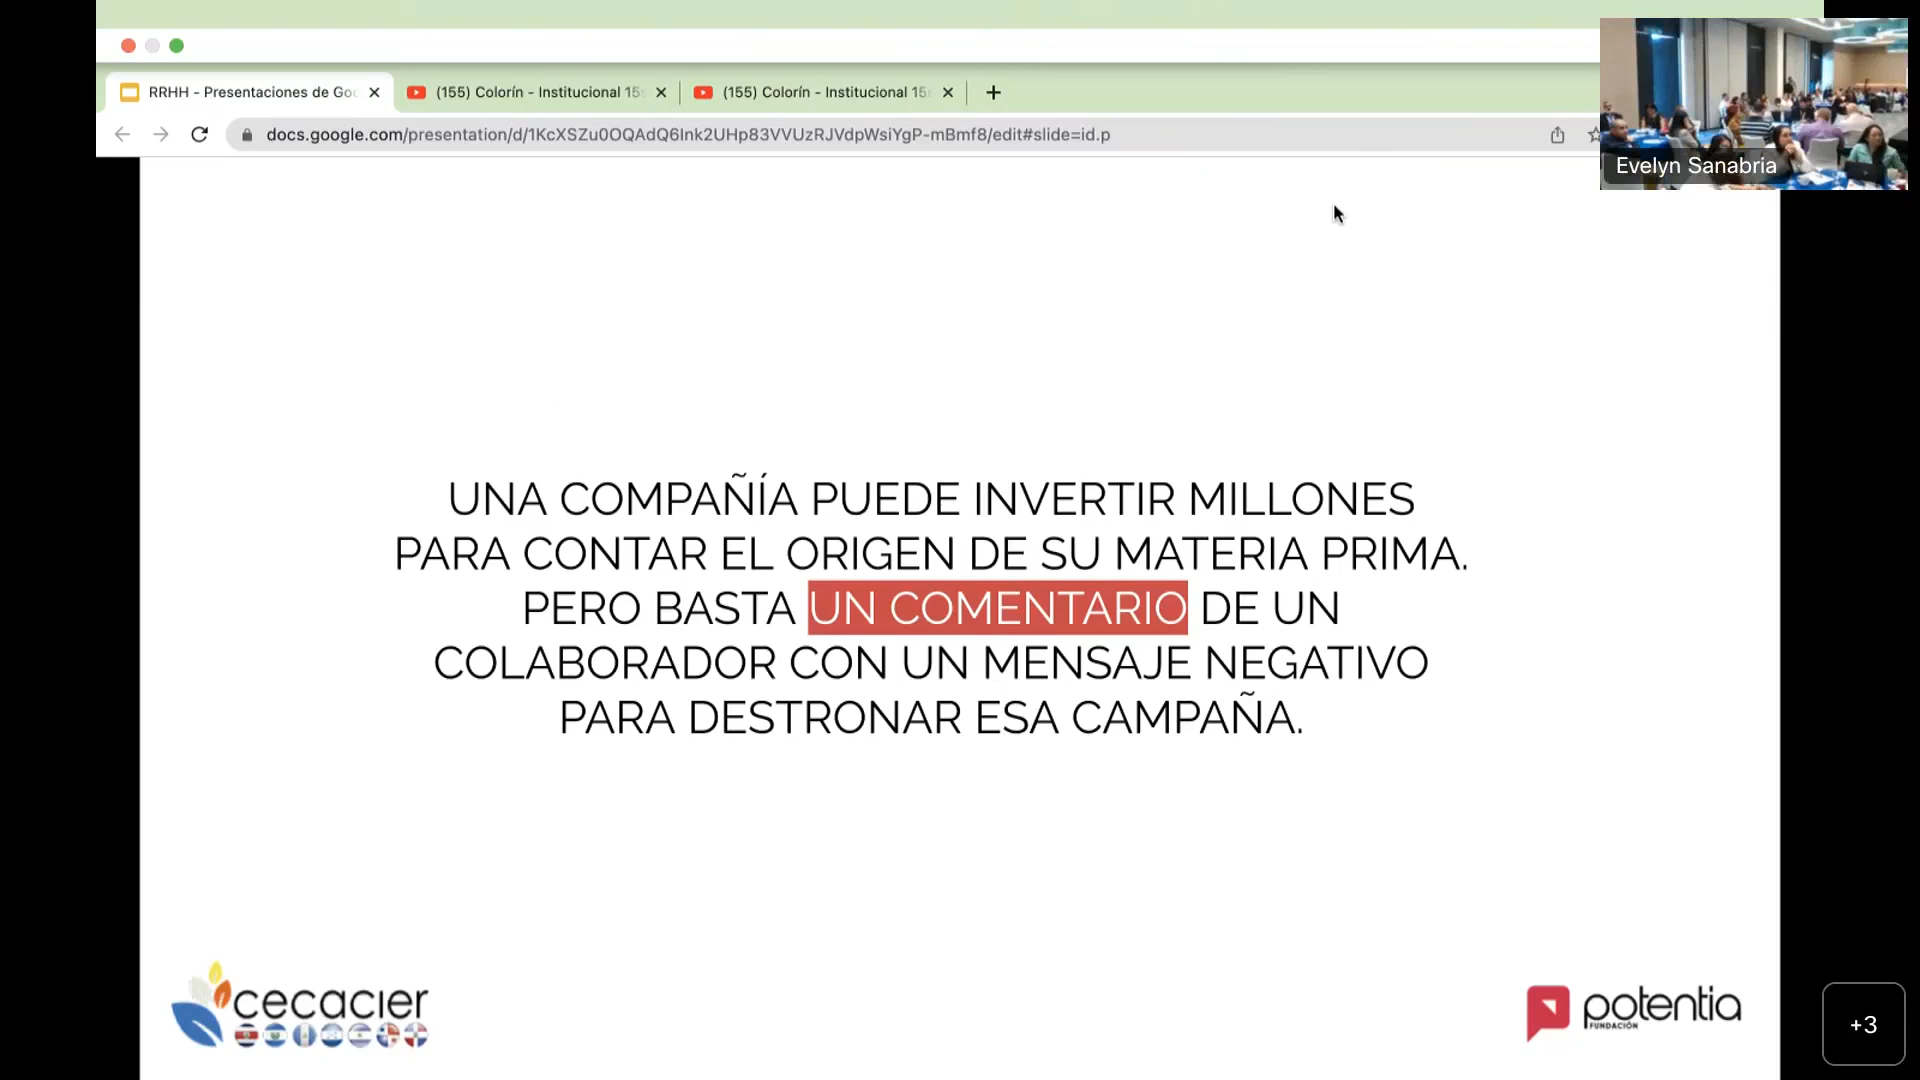 RRHH - Presentaciones de Goo
(155) Colorín - Institucional 15
(155) Colorín - Institucional 15
docs.google.com/presentation/d/1KcXSZu0OQAdQ6Ink2UHp83VVUzRJVdpWsiYgP-mBmf8/edit#slide=id.p
Evelyn Sanabria
UNA COMPAÑÍA PUEDE INVERTIR MILLONES
PARA CONTAR EL ORIGEN DE SU MATERIA PRIMA.
PERO BASTA UN COMENTARIO DE UN
COLABORADOR CON UN MENSAJE NEGATIVO
PARA DESTRONAR ESA CAMPAÑA.
cecacier
potentia
FUNDACIÓN
+3